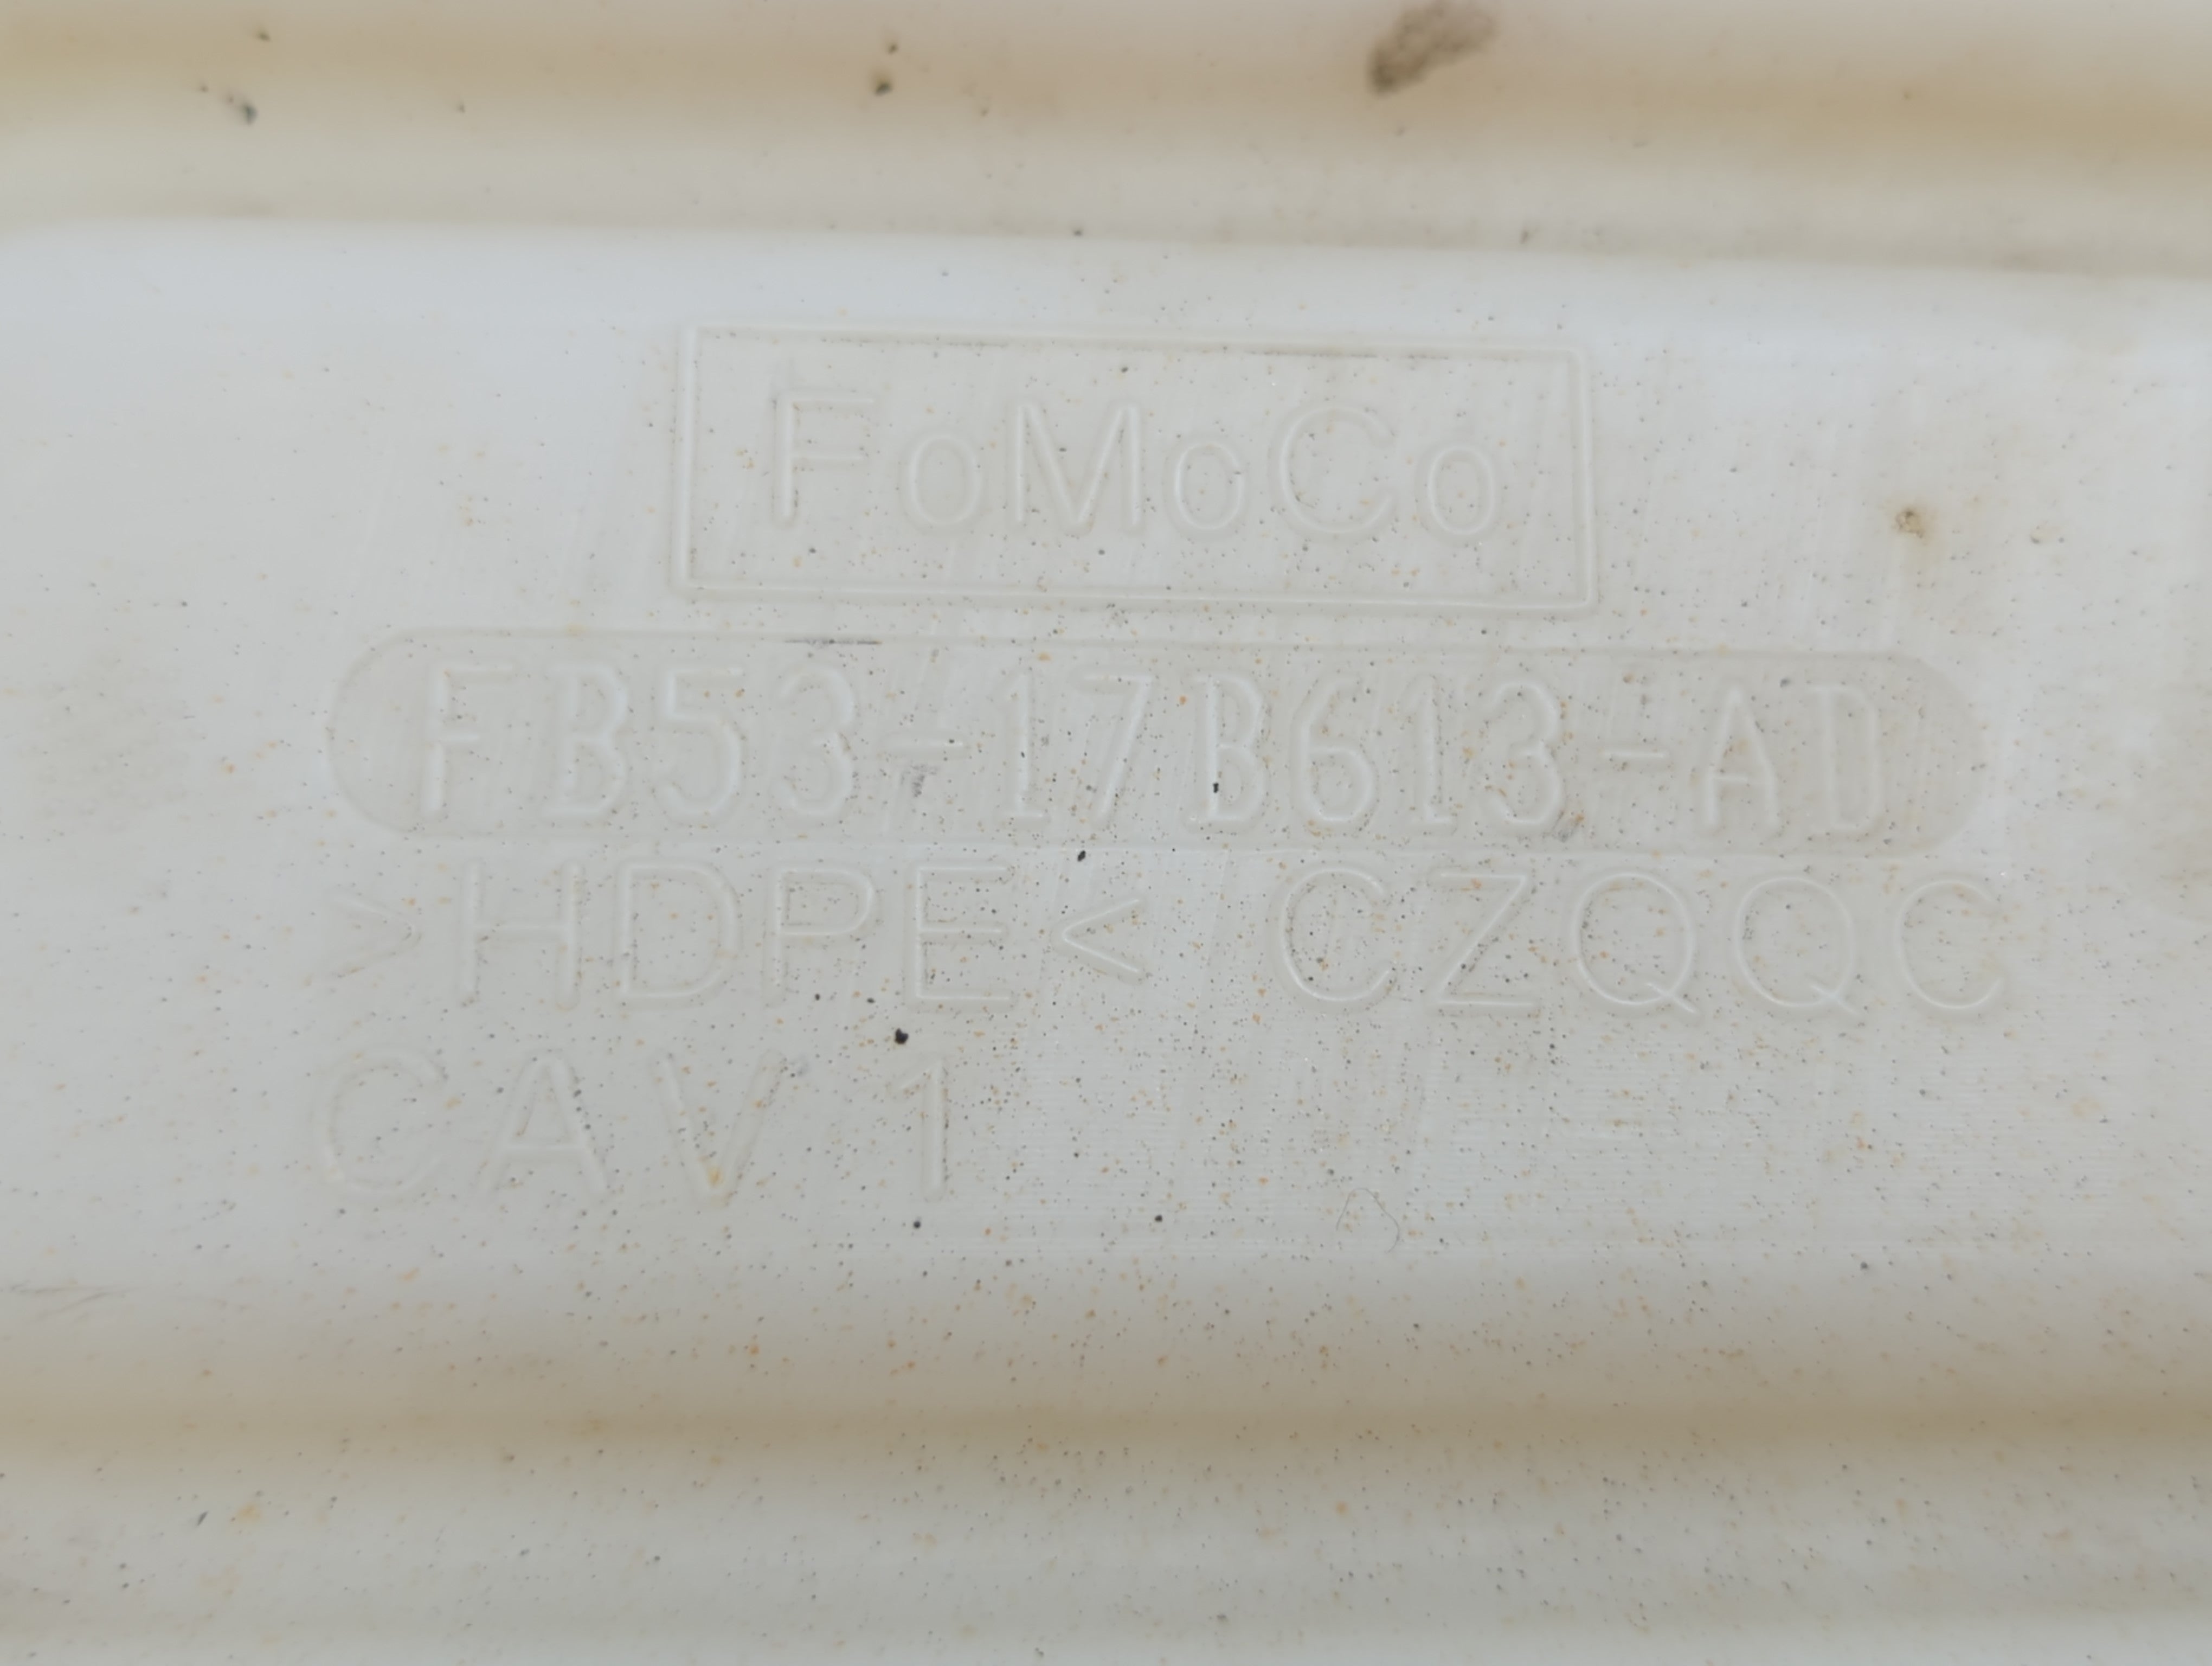 FoMoCo
FB53-17B613-AD
>HDPE< CZQQC
CAV 1